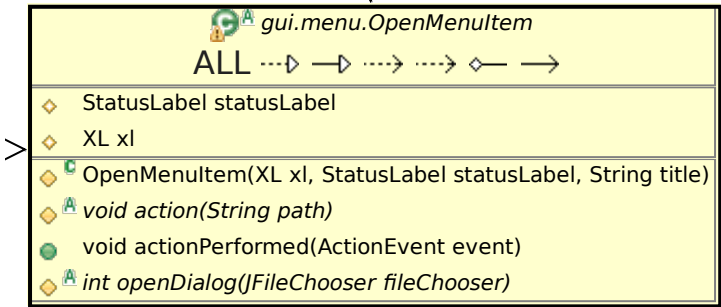 gui.menu.OpenMenuItem
ALL
StatusLabel statusLabel
XL xl
OpenMenuItem(XL xl, StatusLabel statusLabel, String title)
void action(String path)
void actionPerformed(ActionEvent event)
int openDialog(JFileChooser fileChooser)